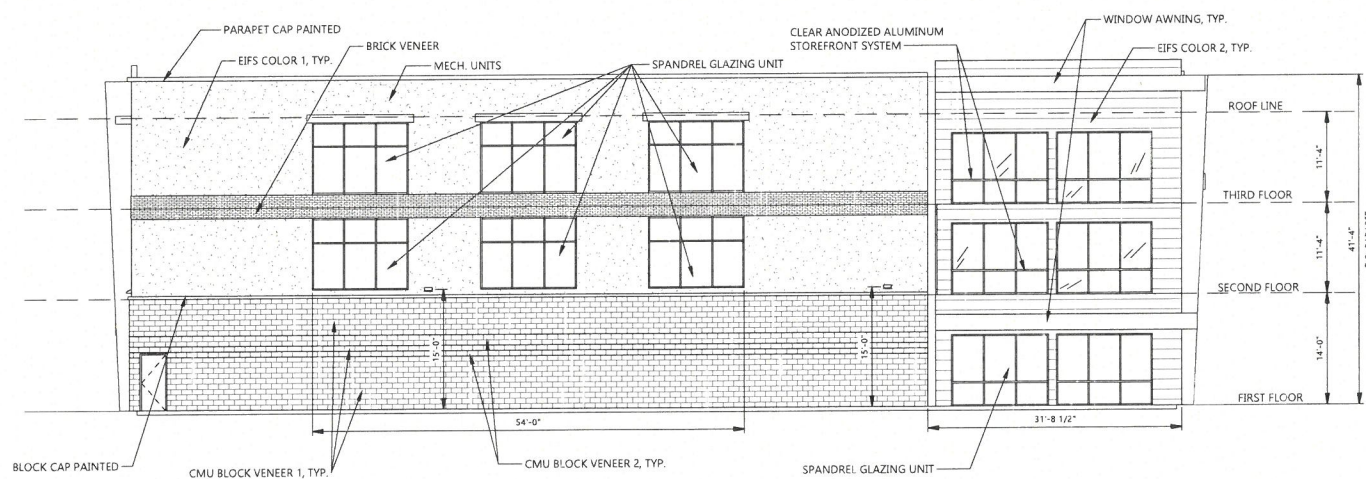 WINDOW AWNING, TYP.
PARAPET CAP PAINTED
CLEAR ANODIZED ALUMINUM
STOREFRONT SYSTEM
BRICK VENEER
EIFS COLOR 2, TYP.
EIFS COLOR 1, TYP.
MECH. UNITS
SPANDREL GLAZING UNIT
ROOF LINE
11'-4"
THIRD FLOOR
11'-4"
41'-4"
SECOND FLOOR
15'-0"
15'-0"
14'-0"
FIRST FLOOR
54'-0"
31'-8 1/2"
BLOCK CAP PAINTED
CMU BLOCK VENEER 1, TYP.
CMU BLOCK VENEER 2, TYP.
SPANDREL GLAZING UNIT